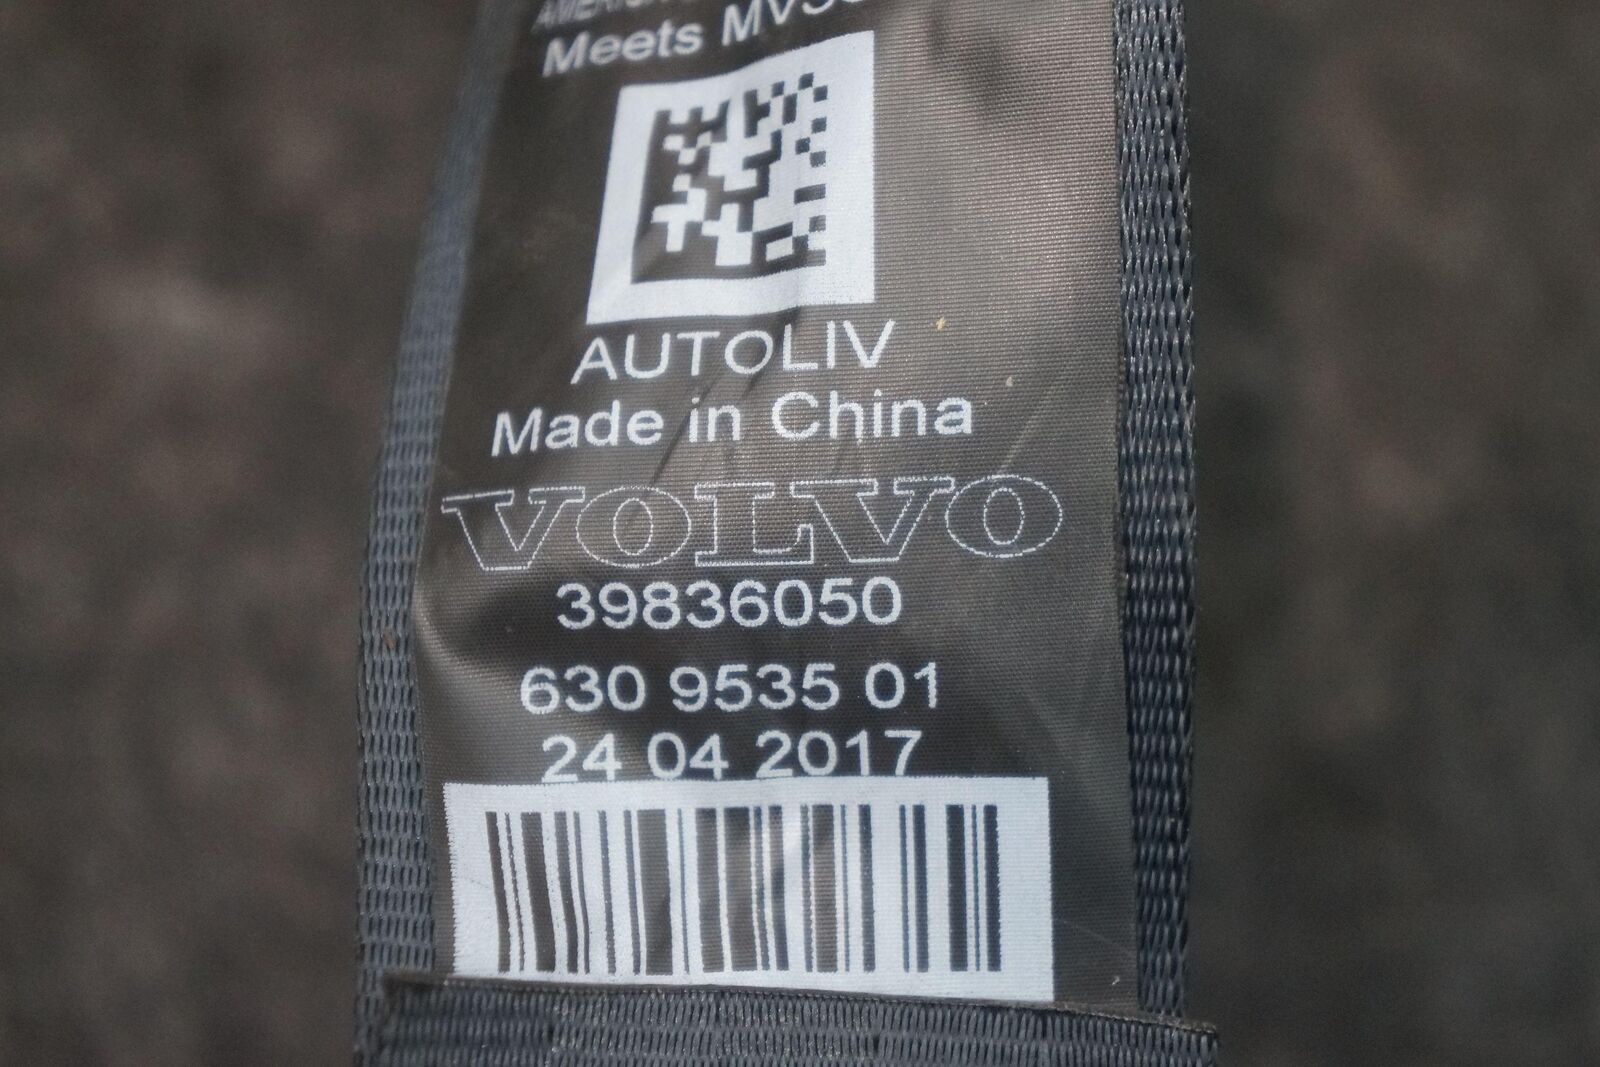 Meets
AUTOLIV
Made in China
VOLVO
39836050
630 9535 01
24 04 2017